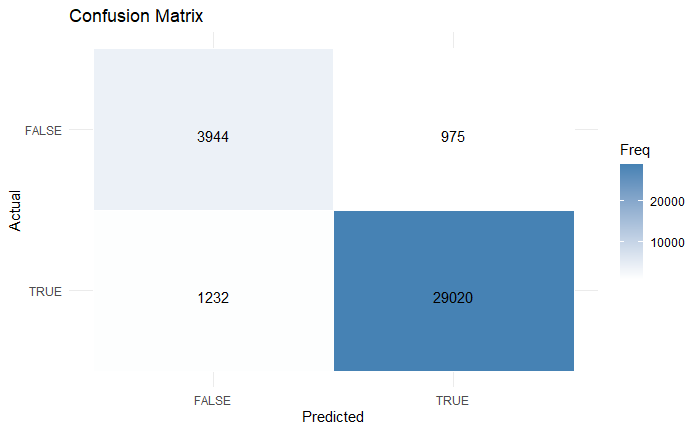 Confusion Matrix
FALSE
3944
975
Freq
20000
10000
Actual
TRUE
1232
29020
FALSE
TRUE
Predicted